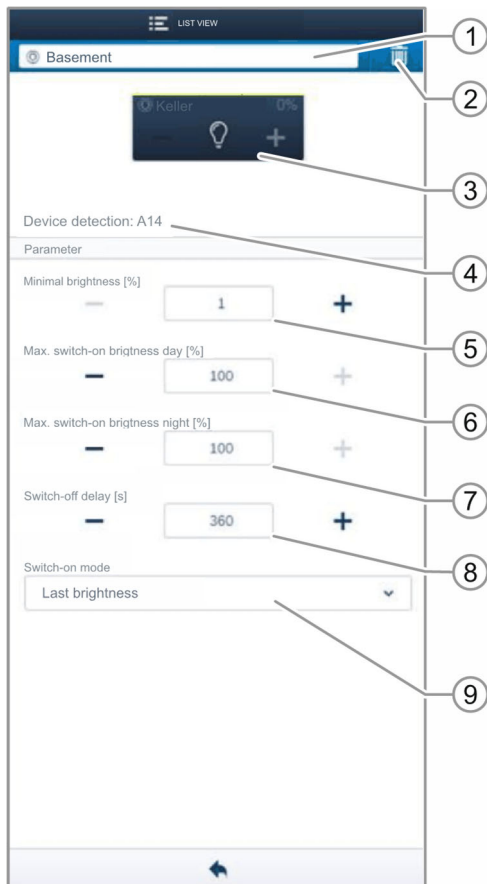 LIST VIEW
Basement
1
2
Keller 0%
3
Device detection: A14
4
Parameter
Minimal brightness [%]
1
5
Max. switch-on brigtness day [%]
100
6
Max. switch-on brigtness night [%]
100
7
Switch-off delay [s]
360
8
Switch-on mode
Last brightness
9